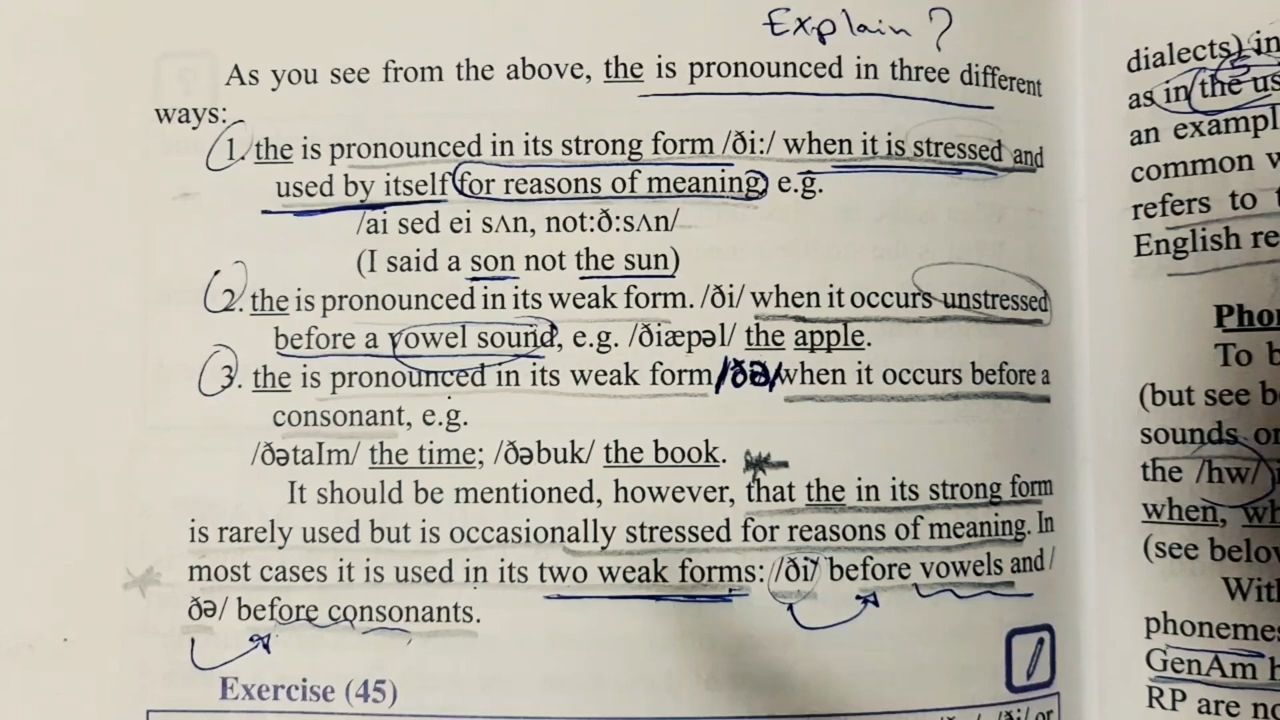 Explain ?
As you see from the above, the is pronounced in three different
ways:
1. the is pronounced in its strong form /ði:/ when it is stressed and
used by itself for reasons of meaning, e.g.
/ai sed ei sʌn, not:ð:sʌn/
(I said a son not the sun)
2. the is pronounced in its weak form. /ði/ when it occurs unstressed
before a vowel sound, e.g. /ðiæpəl/ the apple.
3. the is pronounced in its weak form /ðə/ when it occurs before a
consonant, e.g.
/ðətaIm/ the time; /ðəbuk/ the book.
It should be mentioned, however, that the in its strong form
is rarely used but is occasionally stressed for reasons of meaning. In
most cases it is used in its two weak forms: /ði/ before vowels and /
ðə/ before consonants.
Exercise (45)
/ði/ or
dialects) in
as in the us
an exampl
common w
refers to
English re
Phon
To b
(but see b
sounds or
the /hw/
when, wh
(see below
With
phonemes
GenAm h
RP are no